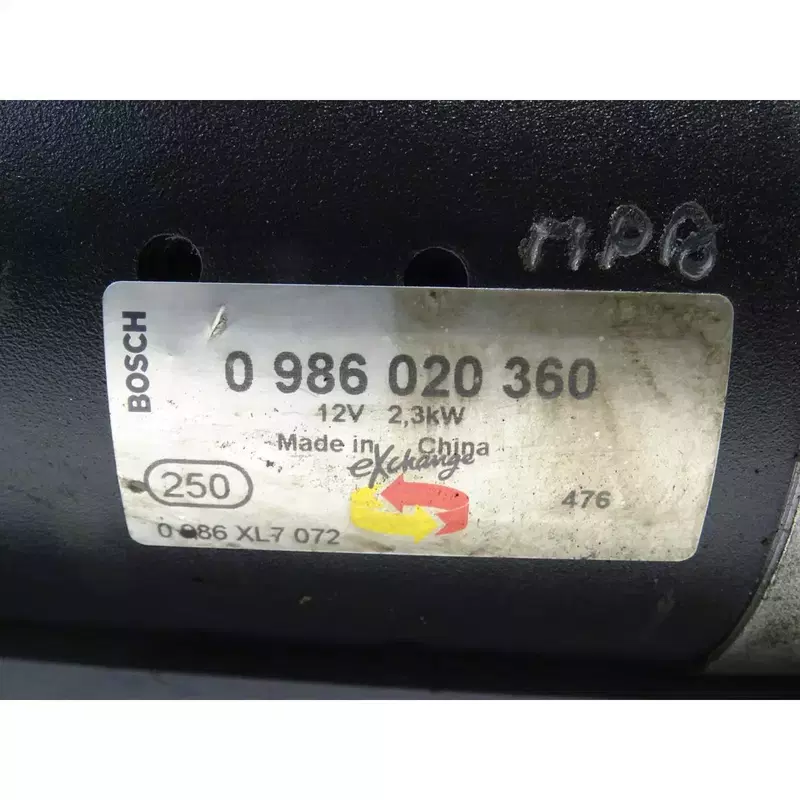 MPB
BOSCH
0 986 020 360
12V 2,3kW
Made in China
eXchange
250
476
0 986 XL7 072